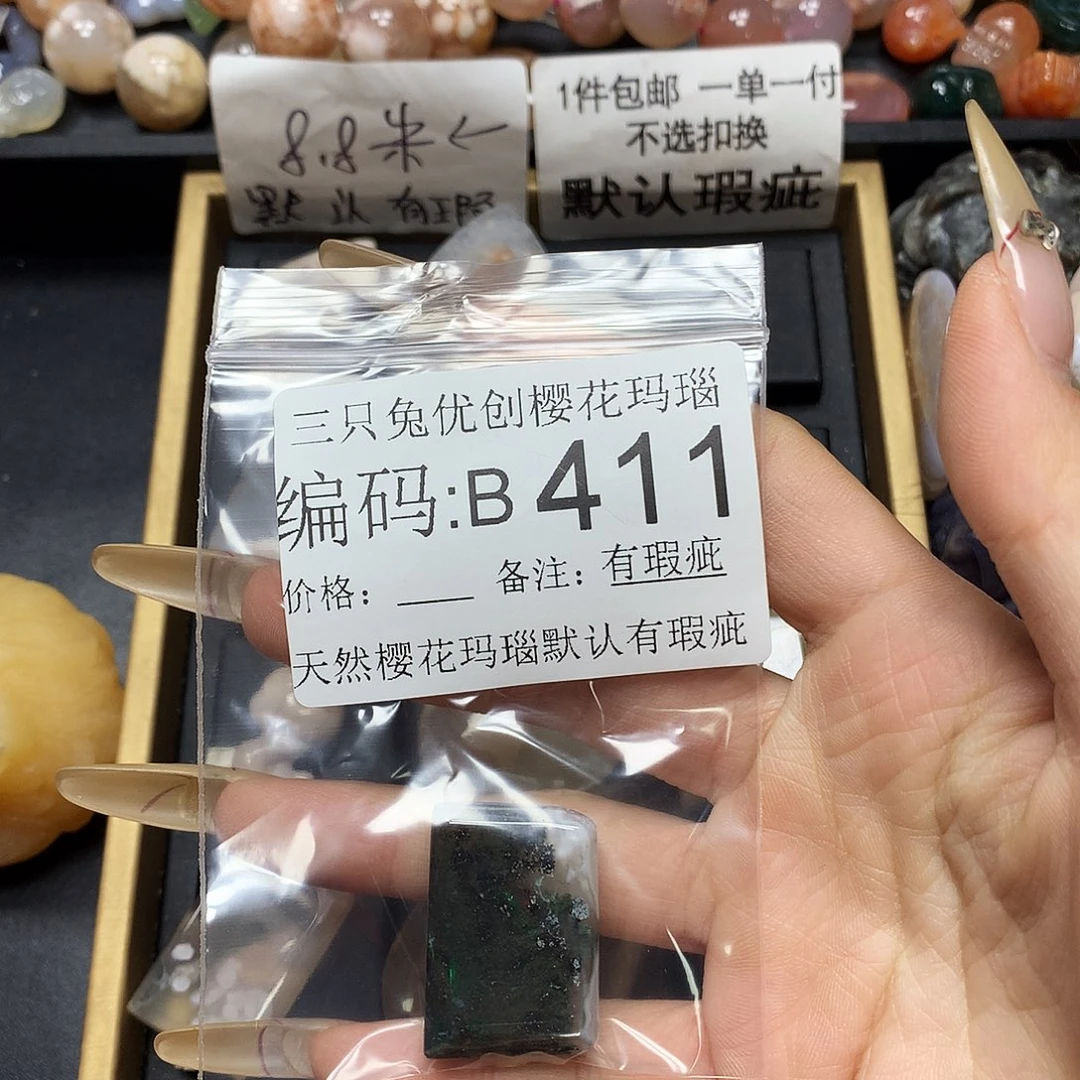 8.8米←
默认有瑕
1件包邮 一单一付
不选扣换
默认瑕疵
三只兔优创樱花玛瑙
编码:B411
价格：___ 备注：有瑕疵
天然樱花玛瑙默认有瑕疵